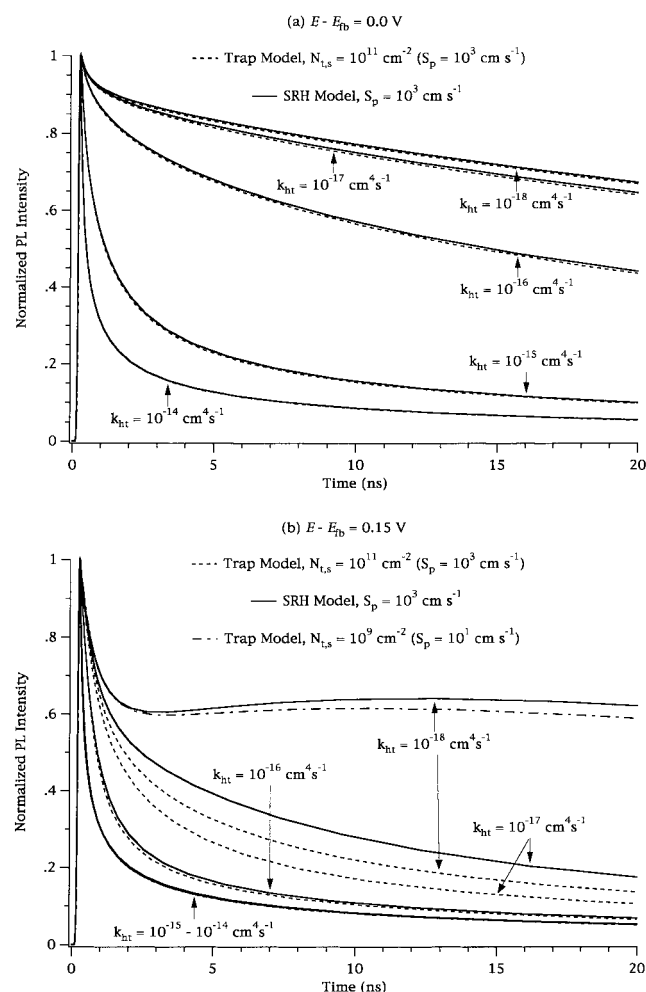 (a) E - E_fb = 0.0 V
Trap Model, N_t,s = 10^11 cm^-2 (S_p = 10^3 cm s^-1)
SRH Model, S_p = 10^3 cm s^-1
1
.8
.6
.4
.2
0
Normalized PL Intensity
k_ht = 10^-17 cm^4s^-1
k_ht = 10^-18 cm^4s^-1
k_ht = 10^-16 cm^4s^-1
k_ht = 10^-15 cm^4s^-1
k_ht = 10^-14 cm^4s^-1
0 5 10 15 20
Time (ns)
(b) E - E_fb = 0.15 V
Trap Model, N_t,s = 10^11 cm^-2 (S_p = 10^3 cm s^-1)
SRH Model, S_p = 10^3 cm s^-1
Trap Model, N_t,s = 10^9 cm^-2 (S_p = 10^1 cm s^-1)
1
.8
.6
.4
.2
0
Normalized PL Intensity
k_ht = 10^-18 cm^4s^-1
k_ht = 10^-16 cm^4s^-1
k_ht = 10^-17 cm^4s^-1
k_ht = 10^-15 - 10^-14 cm^4s^-1
0 5 10 15 20
Time (ns)